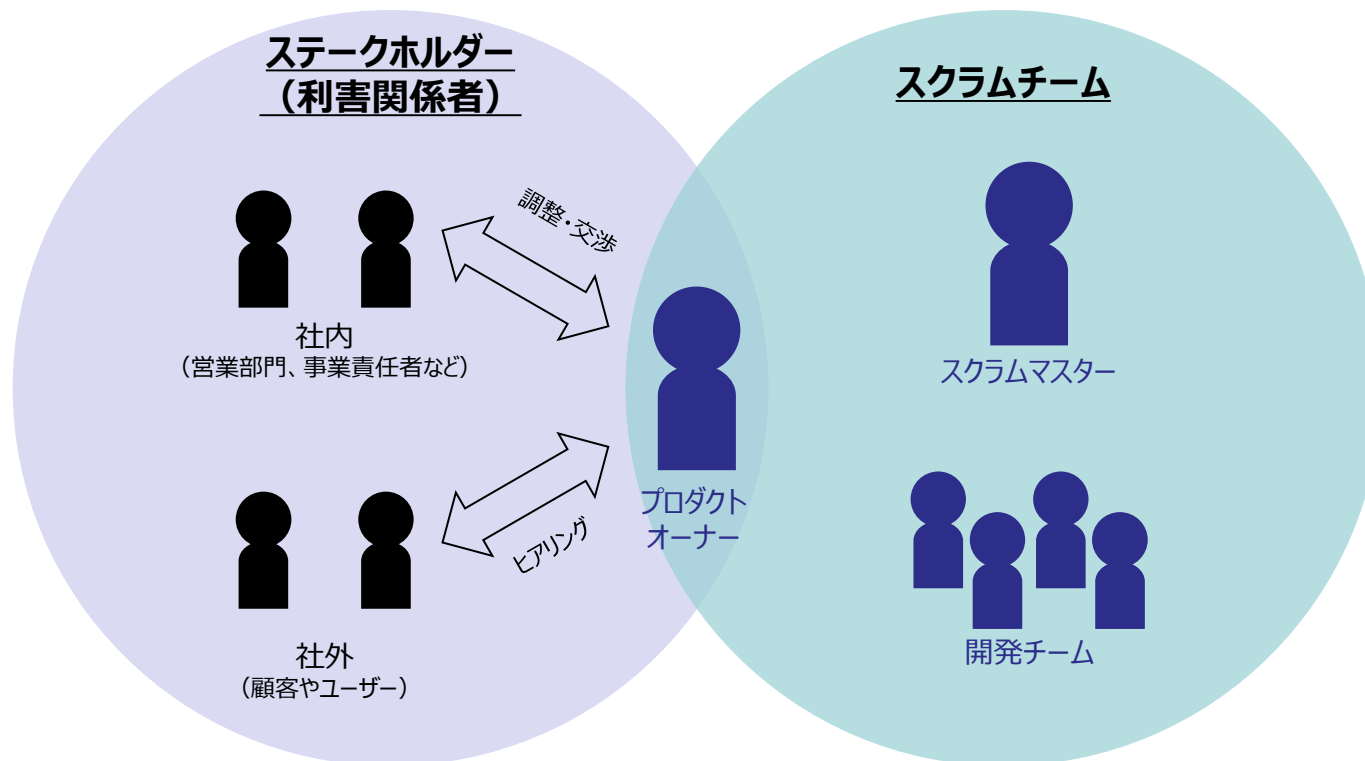 ステークホルダー
（利害関係者）
スクラムチーム
調整・交渉
社内
（営業部門、事業責任者など）
スクラムマスター
プロダクト
オーナー
ヒアリング
社外
（顧客やユーザー）
開発チーム